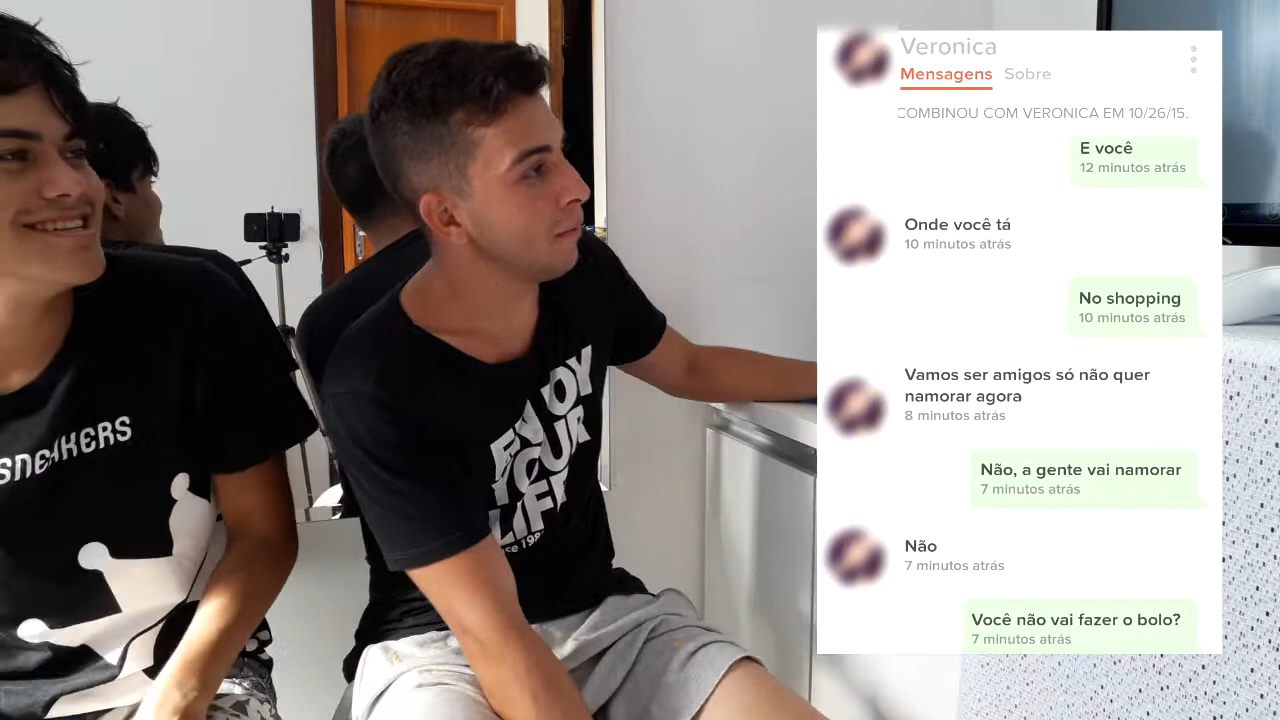 Veronica
Mensagens Sobre
COMBINOU COM VERONICA EM 10/26/15.
E você
12 minutos atrás
Onde você tá
10 minutos atrás
No shopping
10 minutos atrás
Vamos ser amigos só não quer
namorar agora
8 minutos atrás
Não, a gente vai namorar
7 minutos atrás
Não
7 minutos atrás
Você não vai fazer o bolo?
7 minutos atrás
SNEAKERS
ENJOY
YOUR
LIFE